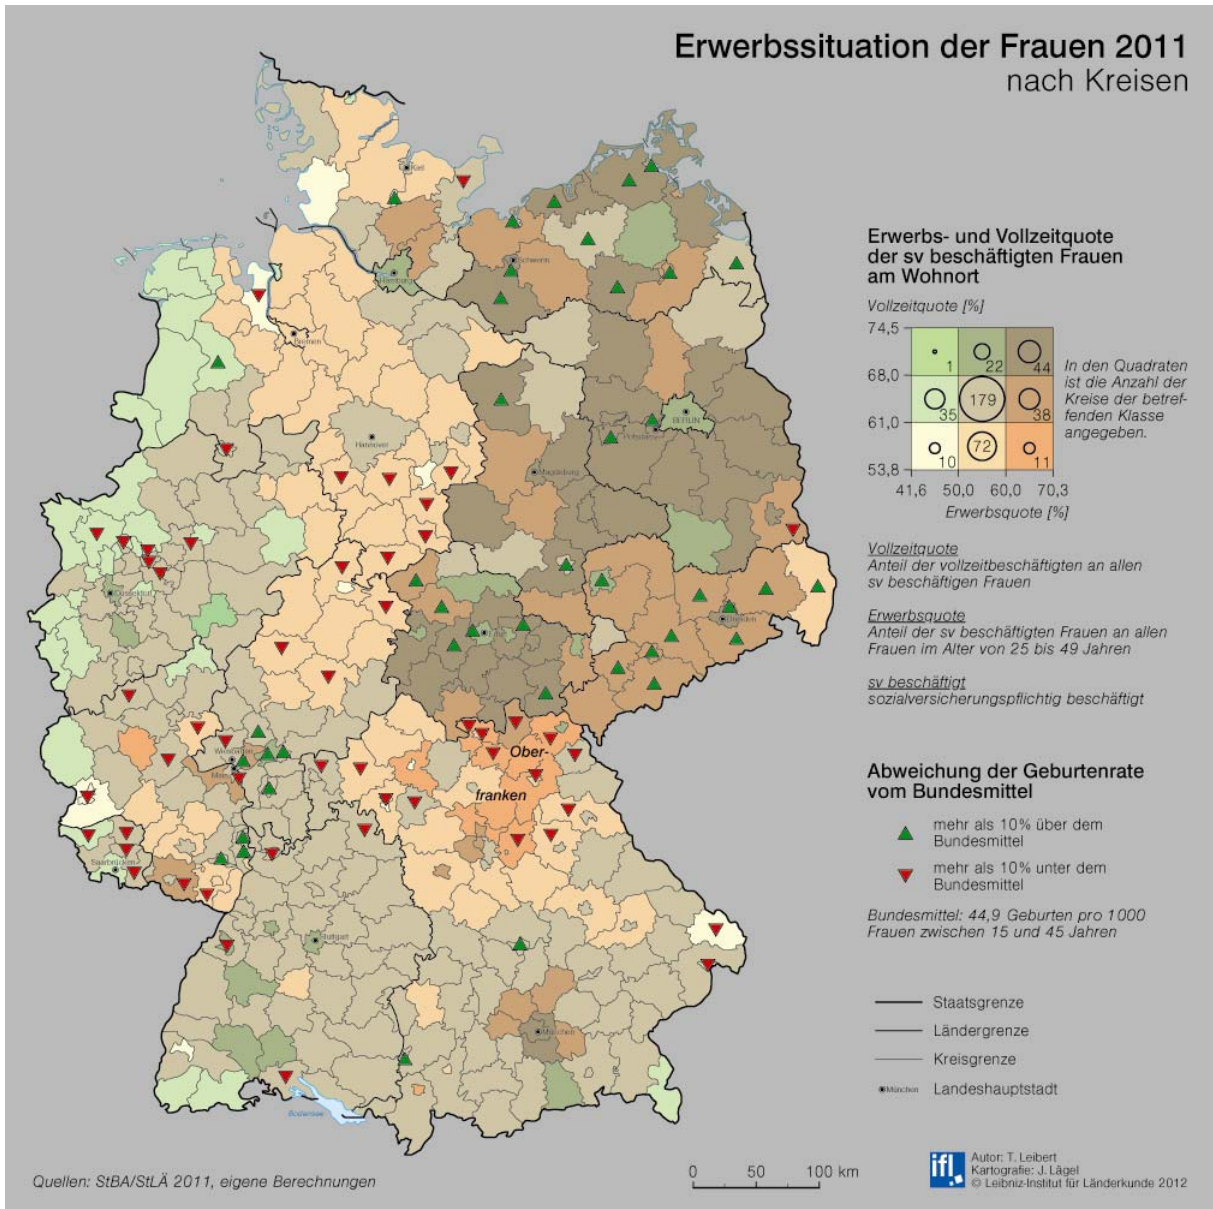 Erwerbssituation der Frauen 2011
nach Kreisen
Erwerbs- und Vollzeitquote
der sv beschäftigten Frauen
am Wohnort
Vollzeitquote [%]
74,5
68,0
61,0
53,8
1
22
44
35
179
38
10
72
11
41,6 50,0 60,0 70,3
Erwerbsquote [%]
In den Quadraten
ist die Anzahl der
Kreise der betref-
fenden Klasse
angegeben.
Vollzeitquote
Anteil der vollzeitbeschäftigten an allen
sv beschäftigen Frauen
Erwerbsquote
Anteil der sv beschäftigten Frauen an allen
Frauen im Alter von 25 bis 49 Jahren
sv beschäftigt
sozialversicherungspflichtig beschäftigt
Abweichung der Geburtenrate
vom Bundesmittel
mehr als 10% über dem
Bundesmittel
mehr als 10% unter dem
Bundesmittel
Bundesmittel: 44,9 Geburten pro 1000
Frauen zwischen 15 und 45 Jahren
Staatsgrenze
Ländergrenze
Kreisgrenze
München Landeshauptstadt
Kiel
Schwerin
Hamburg
Bremen
Hannover
BERLIN
Potsdam
Magdeburg
Düsseldorf
Erfurt
Dresden
Wiesbaden
Mainz
Ober-
franken
Saarbrücken
Stuttgart
München
Bodensee
Quellen: StBA/StLÄ 2011, eigene Berechnungen
0 50 100 km
ifl
Autor: T. Leibert
Kartografie: J. Lägel
© Leibniz-Institut für Länderkunde 2012